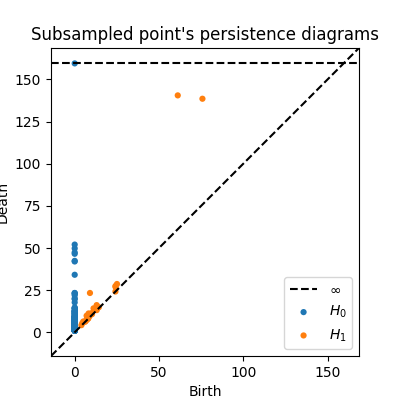 Subsampled point's persistence diagrams
150
125
100
75
50
25
0
Death
0 50 100 150
Birth
∞
H₀
H₁